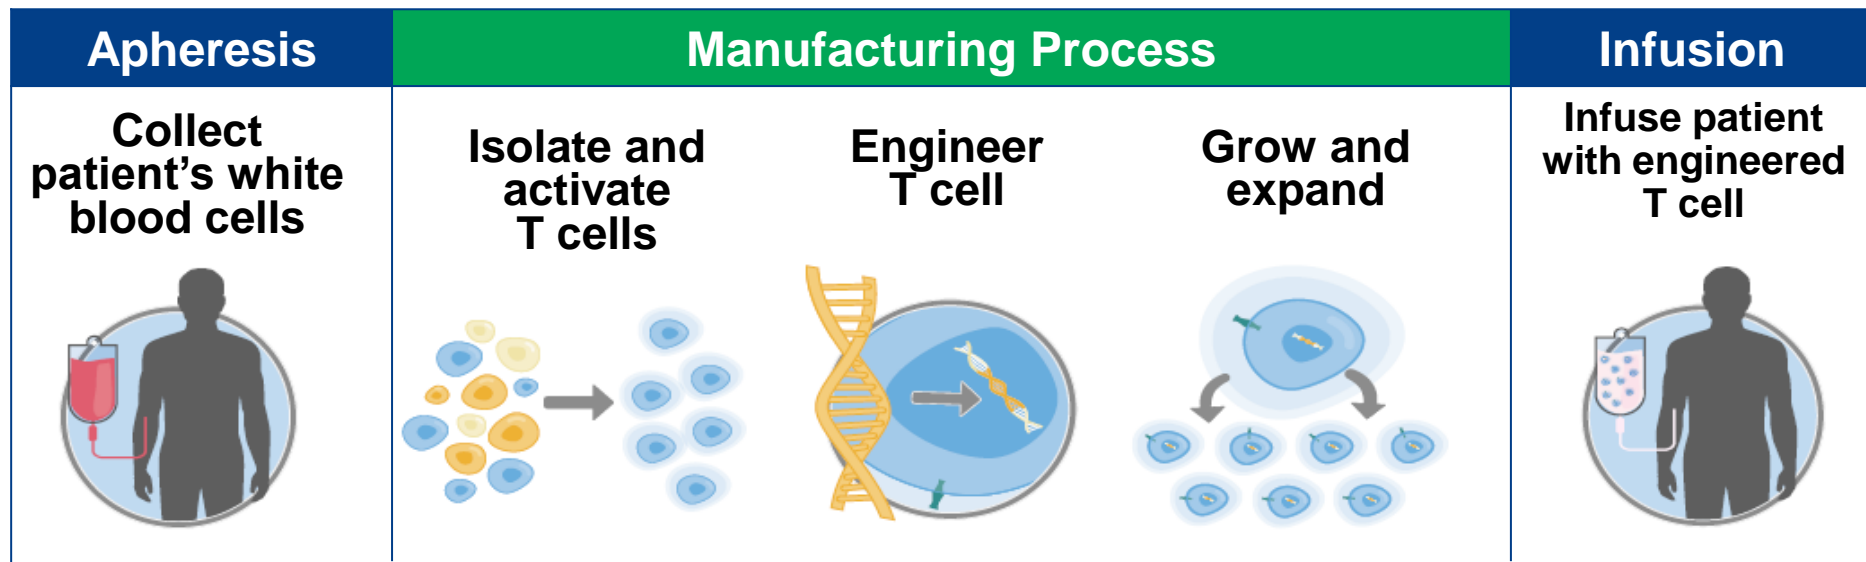 Apheresis
Manufacturing Process
Infusion
Collect
patient’s white
blood cells
Isolate and
activate
T cells
Engineer
T cell
Grow and
expand
Infuse patient
with engineered
T cell